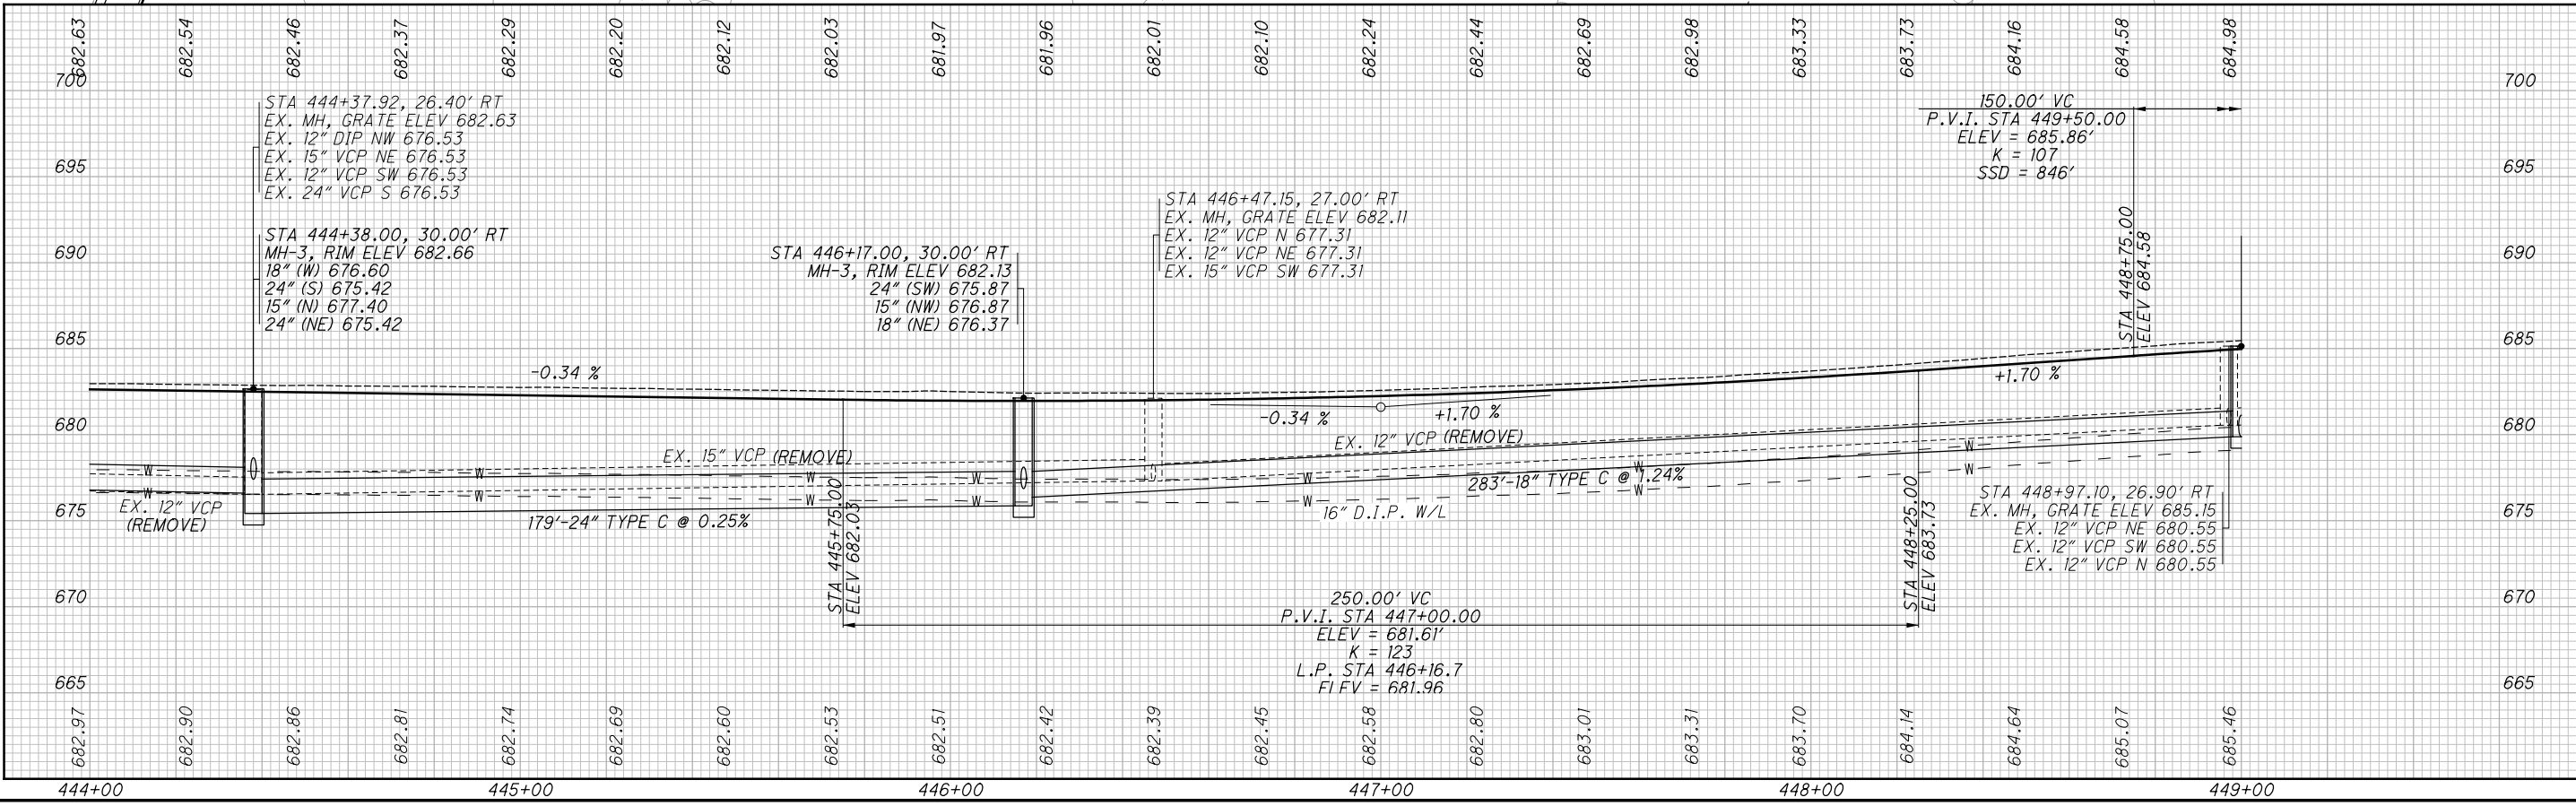 682.63 682.54 682.46 682.37 682.29 682.20 682.12 682.03 681.97 681.96 682.01 682.10 682.24 682.44 682.69 682.98 683.33 683.73 684.16 684.58 684.98
700 700
STA 444+37.92, 26.40' RT
EX. MH, GRATE ELEV 682.63
EX. 12" DIP NW 676.53
EX. 15" VCP NE 676.53
EX. 12" VCP SW 676.53
EX. 24" VCP S 676.53
150.00' VC
P.V.I. STA 449+50.00
ELEV = 685.86'
K = 107
SSD = 846'
695 695
STA 446+47.15, 27.00' RT
EX. MH, GRATE ELEV 682.11
EX. 12" VCP N 677.31
EX. 12" VCP NE 677.31
EX. 15" VCP SW 677.31
STA 444+38.00, 30.00' RT
MH-3, RIM ELEV 682.66
18" (W) 676.60
24" (S) 675.42
15" (N) 677.40
24" (NE) 675.42
STA 446+17.00, 30.00' RT
MH-3, RIM ELEV 682.13
24" (SW) 675.87
15" (NW) 676.87
18" (NE) 676.37
STA 448+75.00
ELEV 684.58
690 690
685 685
-0.34 %
+1.70 %
-0.34 %
+1.70 %
680 680
EX. 12" VCP (REMOVE)
EX. 15" VCP (REMOVE)
W W W W W W W
W W W W W W W
283'-18" TYPE C @ 1.24%
EX. 12" VCP
(REMOVE)
179'-24" TYPE C @ 0.25%
16" D.I.P. W/L
675 675
STA 445+75.00
ELEV 682.03
STA 448+25.00
ELEV 683.73
STA 448+97.10, 26.90' RT
EX. MH, GRATE ELEV 685.15
EX. 12" VCP NE 680.55
EX. 12" VCP SW 680.55
EX. 12" VCP N 680.55
670 670
250.00' VC
P.V.I. STA 447+00.00
ELEV = 681.61'
K = 123
L.P. STA 446+16.7
ELEV = 681.96
665 665
682.97 682.90 682.86 682.81 682.74 682.69 682.60 682.53 682.51 682.42 682.39 682.45 682.58 682.80 683.01 683.31 683.70 684.14 684.64 685.07 685.46
444+00 445+00 446+00 447+00 448+00 449+00